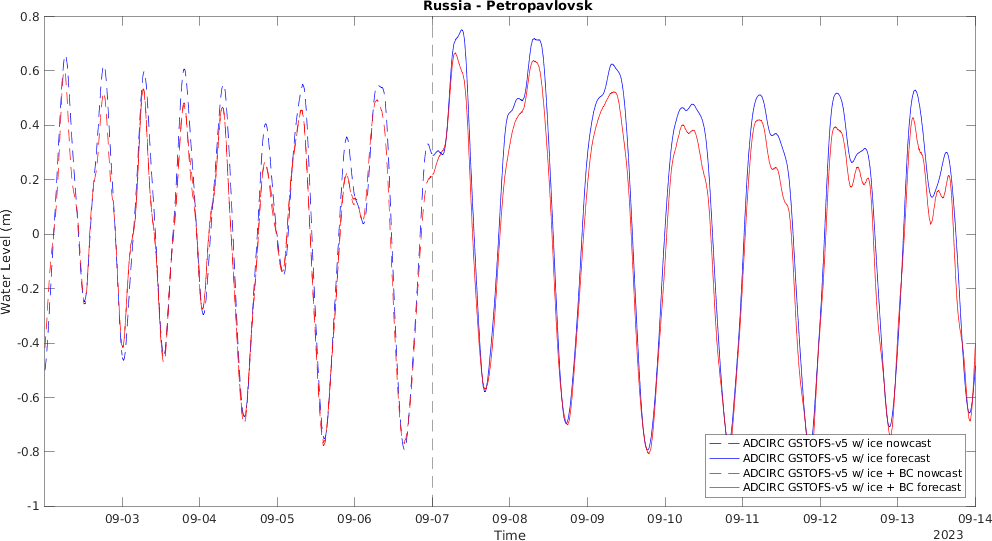 Russia - Petropavlovsk
0.8
0.6
0.4
0.2
0
-0.2
-0.4
-0.6
-0.8
-1
Water Level (m)
ADCIRC GSTOFS-v5 w/ ice nowcast
ADCIRC GSTOFS-v5 w/ ice forecast
ADCIRC GSTOFS-v5 w/ ice + BC nowcast
ADCIRC GSTOFS-v5 w/ ice + BC forecast
09-03 09-04 09-05 09-06 09-07 09-08 09-09 09-10 09-11 09-12 09-13 09-14
Time
2023